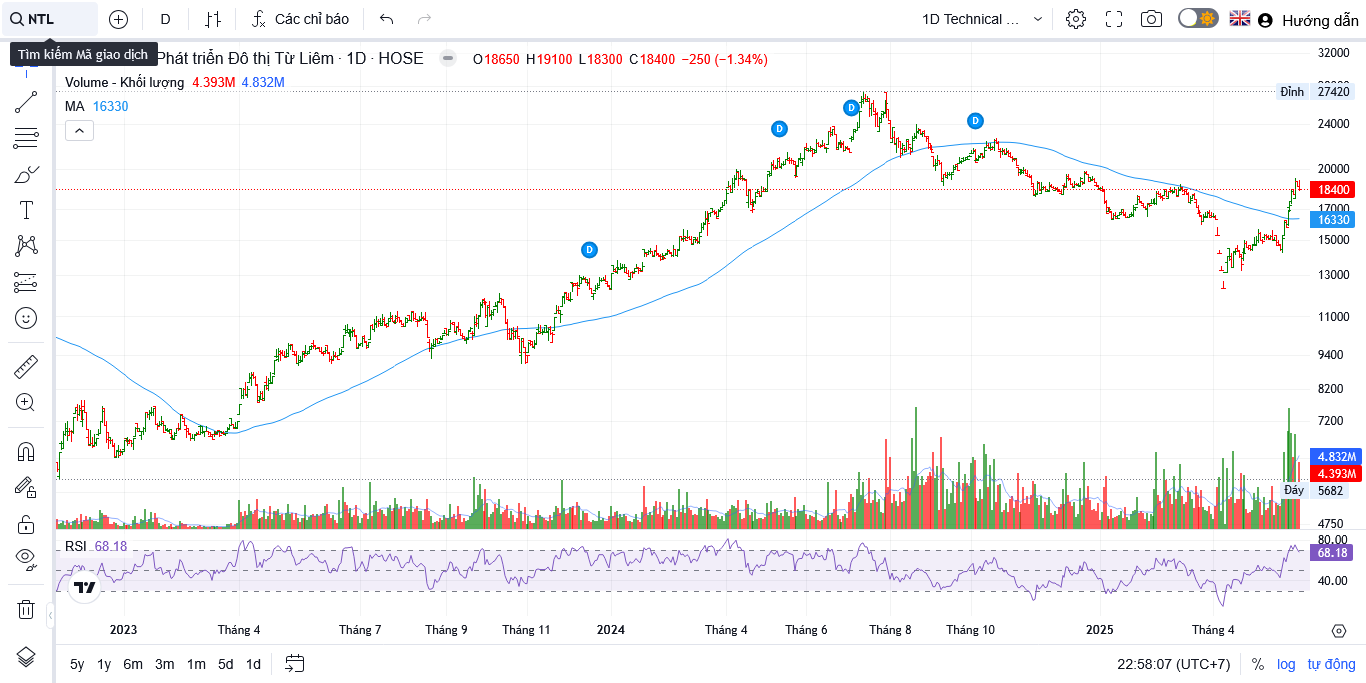 NTL D Các chỉ báo 1D Technical ... Hướng dẫn
Tìm kiếm Mã giao dịch
Phát triển Đô thị Từ Liêm · 1D · HOSE O18650 H19100 L18300 C18400 −250 (−1.34%)
Volume - Khối lượng 4.393M 4.832M
MA 16330
32000
Đỉnh 27420
24000
20000
18400
17000
16330
15000
13000
11000
9400
8200
7200
4.832M
4.393M
Đáy 5682
4750
D
D
D
D
RSI 68.18
80.00
68.18
40.00
2023 Tháng 4 Tháng 7 Tháng 9 Tháng 11 2024 Tháng 4 Tháng 6 Tháng 8 Tháng 10 2025 Tháng 4
5y 1y 6m 3m 1m 5d 1d 22:58:07 (UTC+7) % log tự động